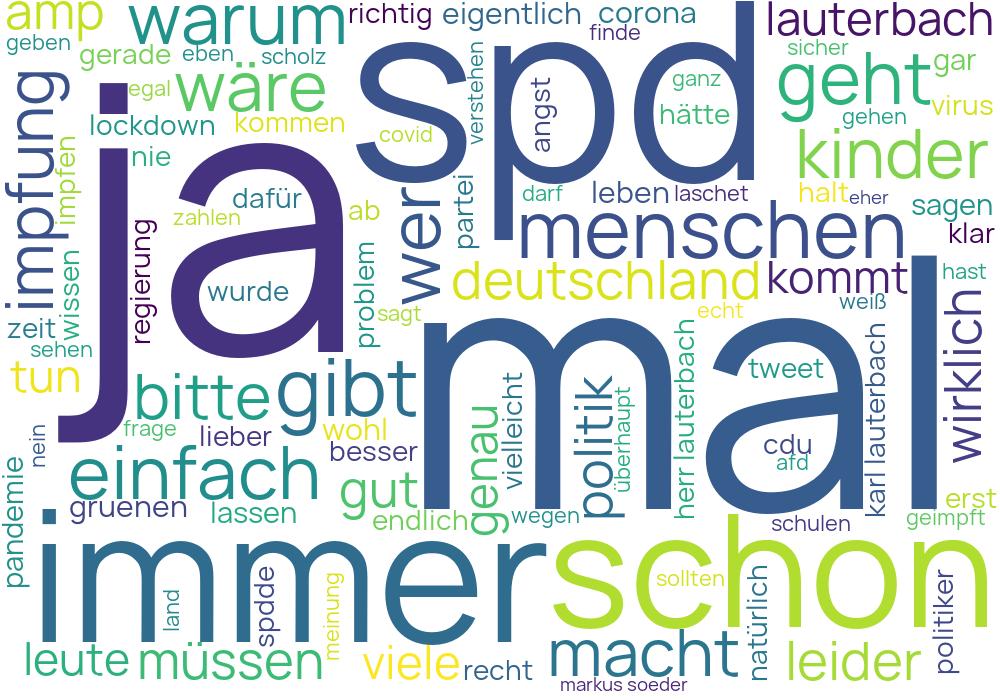 amp
warum
richtig
eigentlich
corona
lauterbach
geben
gerade
eben
scholz
finde
spd
sicher
geht
gar
impfung
egal
wäre
verstehen
angst
ganz
hätte
virus
gehen
lockdown
kommen
covid
ja
impfen
nie
kinder
dafür
ab
wer
partei
darf
leben
laschet
halt
eher
zahlen
menschen
sagen
klar
regierung
wissen
wurde
problem
deutschland
kommt
hast
mal
zeit
sagt
echt
weiß
wirklich
sehen
tun
bitte
gibt
vielleicht
politik
überhaupt
herr lauterbach
tweet
karl lauterbach
nein
frage
lieber
wohl
besser
genau
cdu
afd
einfach
gut
pandemie
gruenen
lassen
endlich
wegen
schulen
erst
geimpft
immer
schon
land
spdde
meinung
sollten
natürlich
politiker
leute
müssen
viele
recht
macht
leider
markus soeder